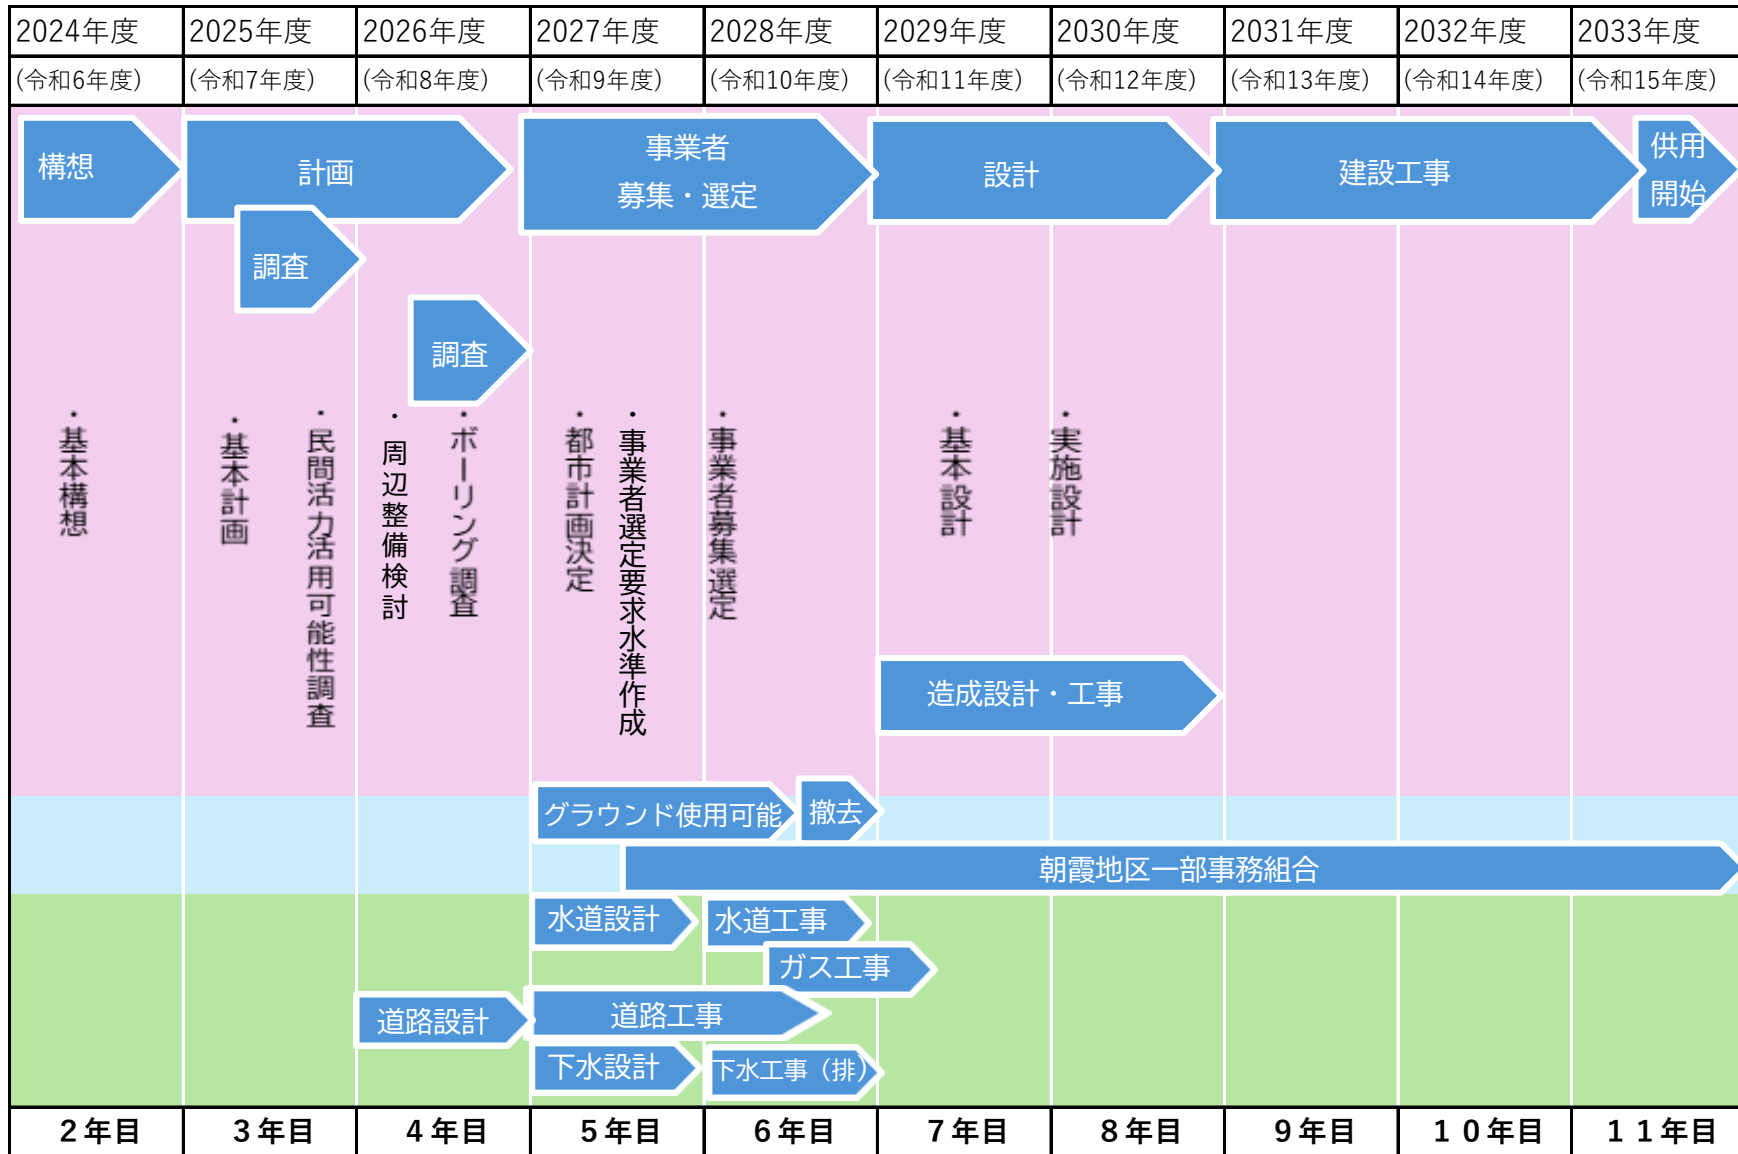 2024年度 2025年度 2026年度 2027年度 2028年度 2029年度 2030年度 2031年度 2032年度 2033年度
(令和6年度) (令和7年度) (令和8年度) (令和9年度) (令和10年度) (令和11年度) (令和12年度) (令和13年度) (令和14年度) (令和15年度)
構想
計画
事業者
募集・選定
設計
建設工事
供用
開始
調査
調査
・基本構想
・基本計画
・民間活力活用可能性調査
・周辺整備検討
・ボーリング調査
・都市計画決定
・事業者選定要求水準作成
・事業者募集選定
・基本設計
・実施設計
造成設計・工事
グラウンド使用可能
撤去
朝霞地区一部事務組合
水道設計
水道工事
ガス工事
道路設計
道路工事
下水設計
下水工事（排）
２年目 ３年目 ４年目 ５年目 ６年目 ７年目 ８年目 ９年目 １０年目 １１年目